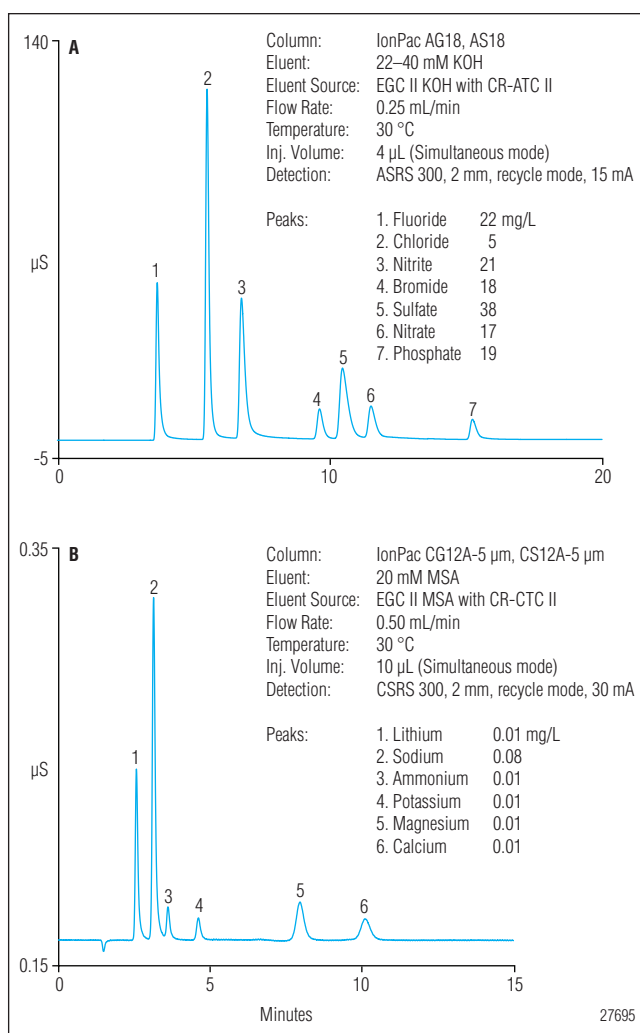 140
A
Column: IonPac AG18, AS18
Eluent: 22–40 mM KOH
Eluent Source: EGC II KOH with CR-ATC II
Flow Rate: 0.25 mL/min
Temperature: 30 °C
Inj. Volume: 4 µL (Simultaneous mode)
Detection: ASRS 300, 2 mm, recycle mode, 15 mA
Peaks: 1. Fluoride 22 mg/L
2. Chloride 5
3. Nitrite 21
4. Bromide 18
5. Sulfate 38
6. Nitrate 17
7. Phosphate 19
µS
1
2
3
4
5
6
7
-5
0
10
20
0.35
B
Column: IonPac CG12A-5 µm, CS12A-5 µm
Eluent: 20 mM MSA
Eluent Source: EGC II MSA with CR-CTC II
Flow Rate: 0.50 mL/min
Temperature: 30 °C
Inj. Volume: 10 µL (Simultaneous mode)
Detection: CSRS 300, 2 mm, recycle mode, 30 mA
Peaks: 1. Lithium 0.01 mg/L
2. Sodium 0.08
3. Ammonium 0.01
4. Potassium 0.01
5. Magnesium 0.01
6. Calcium 0.01
µS
1
2
3
4
5
6
0.15
0
5
10
15
Minutes
27695